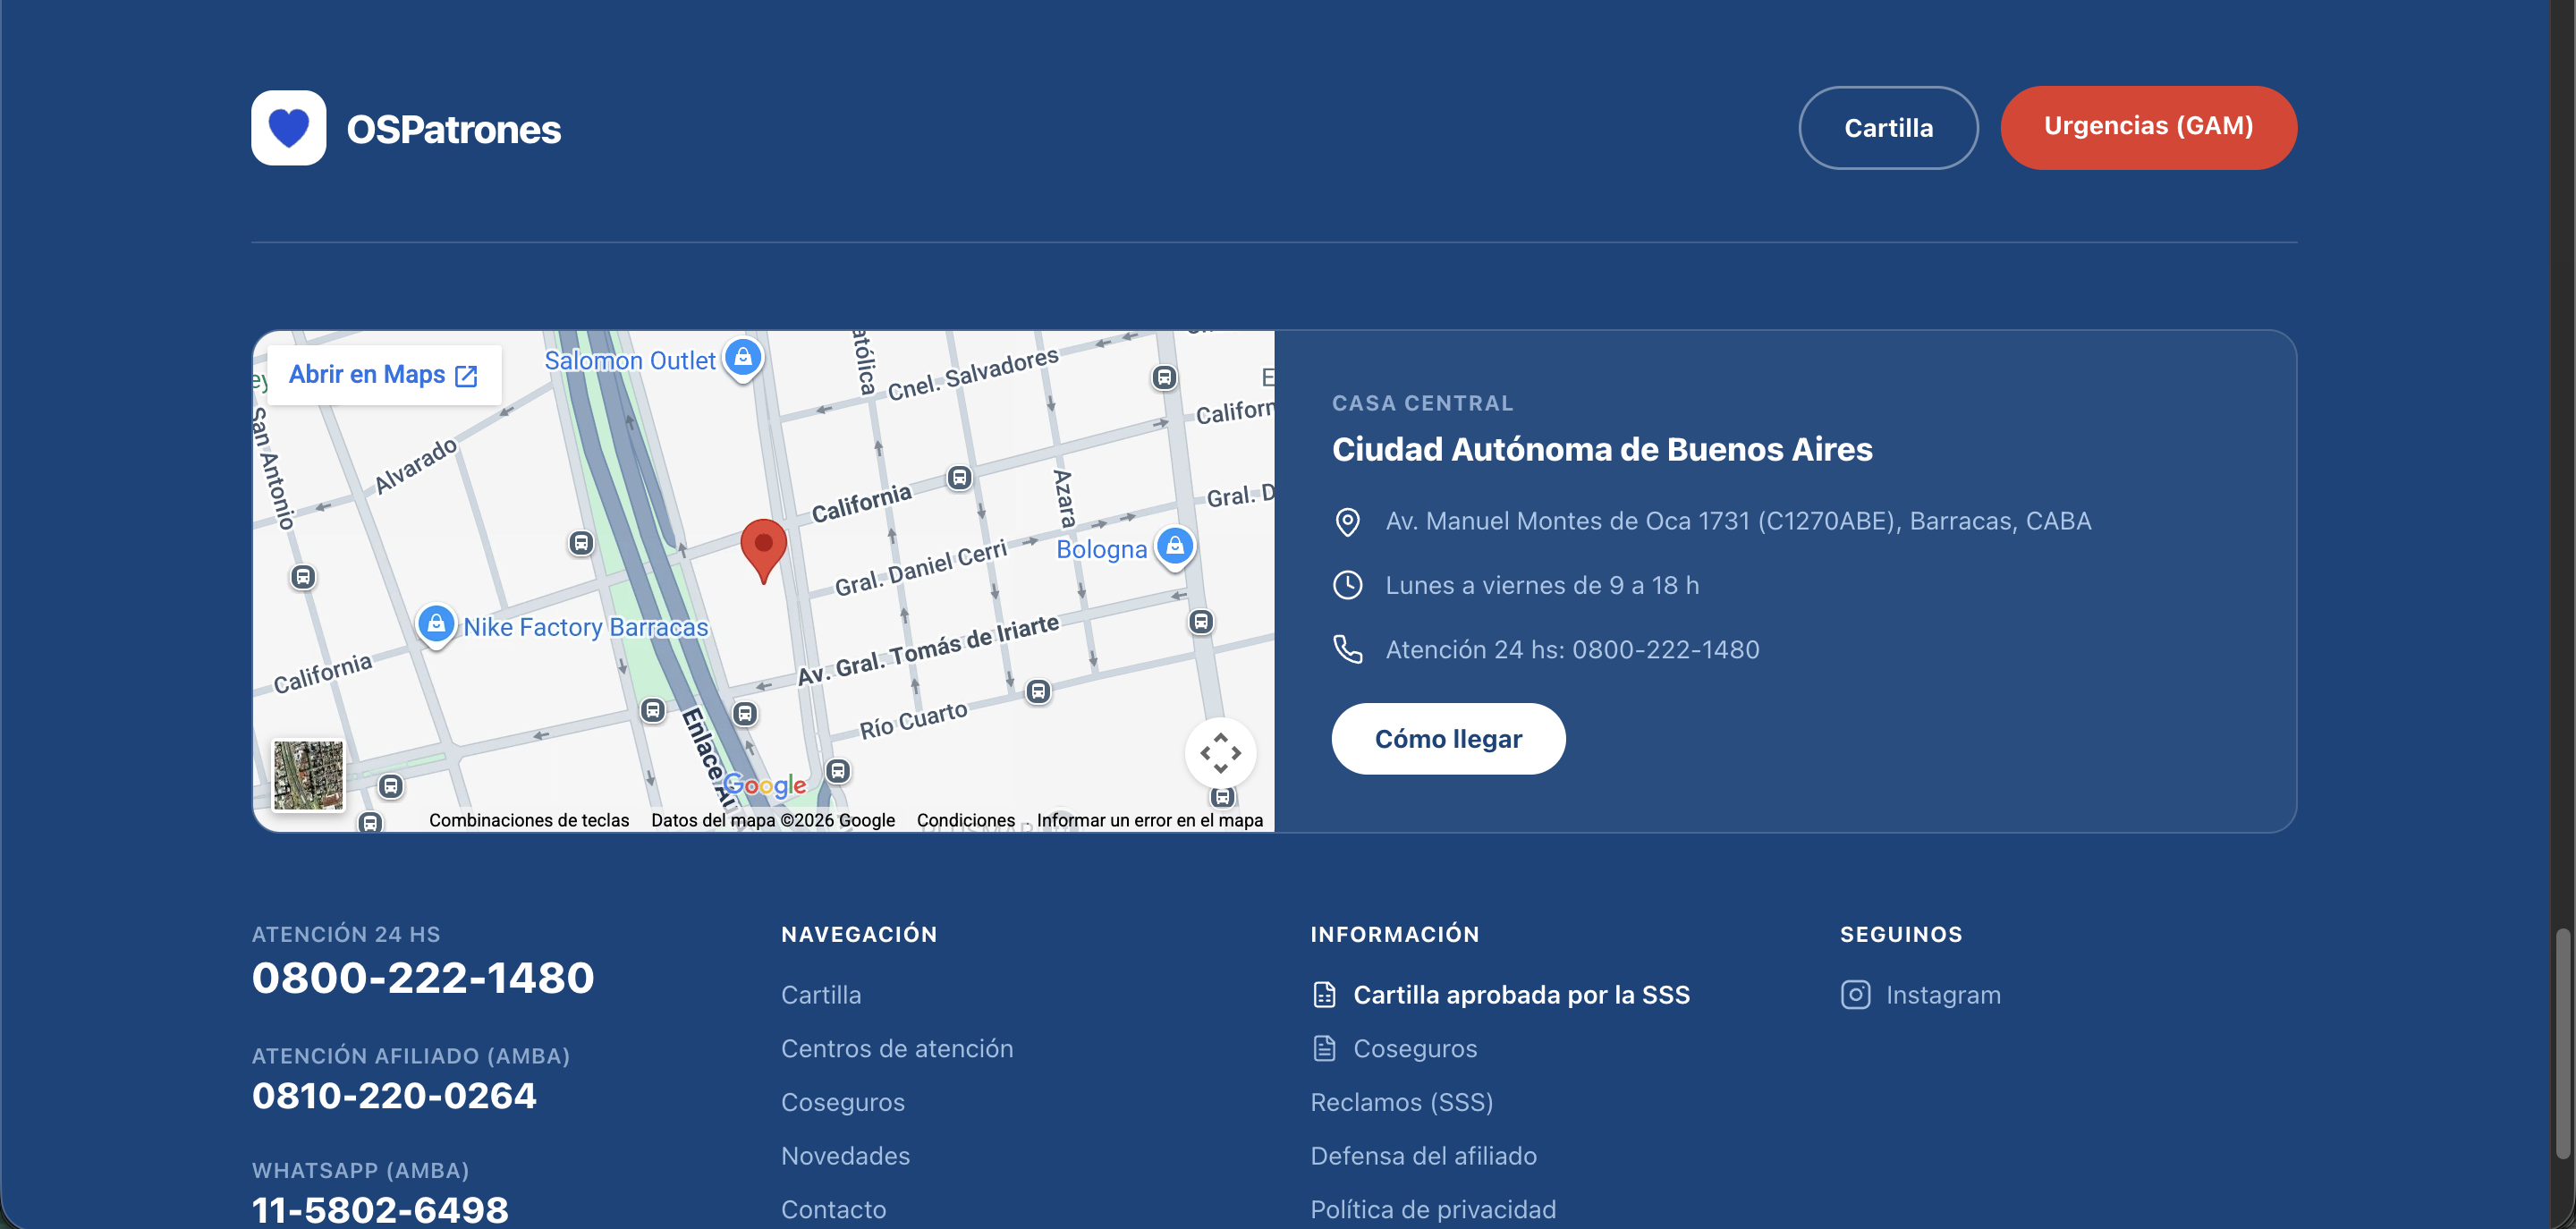 OSPatrones
Cartilla
Urgencias (GAM)
Abrir en Maps
Salomon Outlet
Cnel. Salvadores
San Antonio
Alvarado
California
California
Azara
Gral. Daniel Cerri
Bologna
Nike Factory Barracas
Av. Gral. Tomás de Iriarte
California
Río Cuarto
Google
Combinaciones de teclas
Datos del mapa ©2026 Google
Condiciones
Informar un error en el mapa
CASA CENTRAL
Ciudad Autónoma de Buenos Aires
Av. Manuel Montes de Oca 1731 (C1270ABE), Barracas, CABA
Lunes a viernes de 9 a 18 h
Atención 24 hs: 0800-222-1480
Cómo llegar
ATENCIÓN 24 HS
0800-222-1480
ATENCIÓN AFILIADO (AMBA)
0810-220-0264
WHATSAPP (AMBA)
11-5802-6498
NAVEGACIÓN
Cartilla
Centros de atención
Coseguros
Novedades
Contacto
INFORMACIÓN
Cartilla aprobada por la SSS
Coseguros
Reclamos (SSS)
Defensa del afiliado
Política de privacidad
SEGUINOS
Instagram